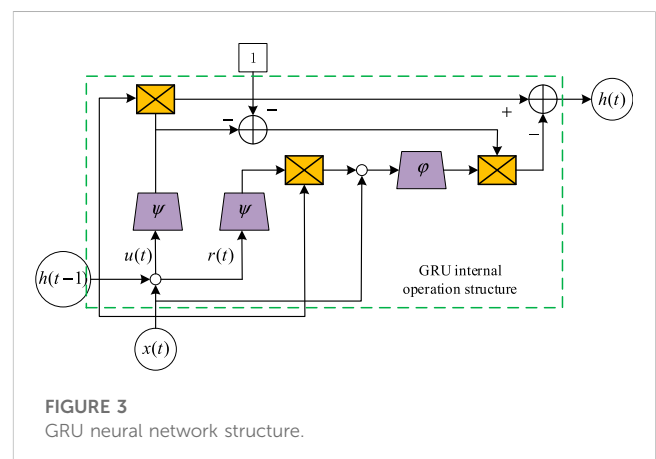 1
−
−
+
−
h(t)
ψ
ψ
φ
u(t)
r(t)
h(t−1)
GRU internal
operation structure
x(t)
FIGURE 3
GRU neural network structure.